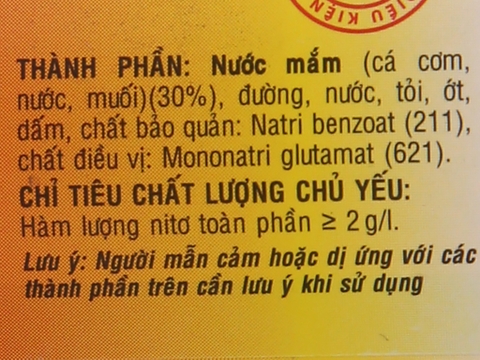 ĐIỀU KIỆN
THÀNH PHẦN: Nước mắm (cá cơm,
nước, muối)(30%), đường, nước, tỏi, ớt,
dấm, chất bảo quản: Natri benzoat (211),
chất điều vị: Mononatri glutamat (621).
CHỈ TIÊU CHẤT LƯỢNG CHỦ YẾU:
Hàm lượng nitơ toàn phần ≥ 2 g/l.
Lưu ý: Người mẫn cảm hoặc dị ứng với các
thành phần trên cần lưu ý khi sử dụng